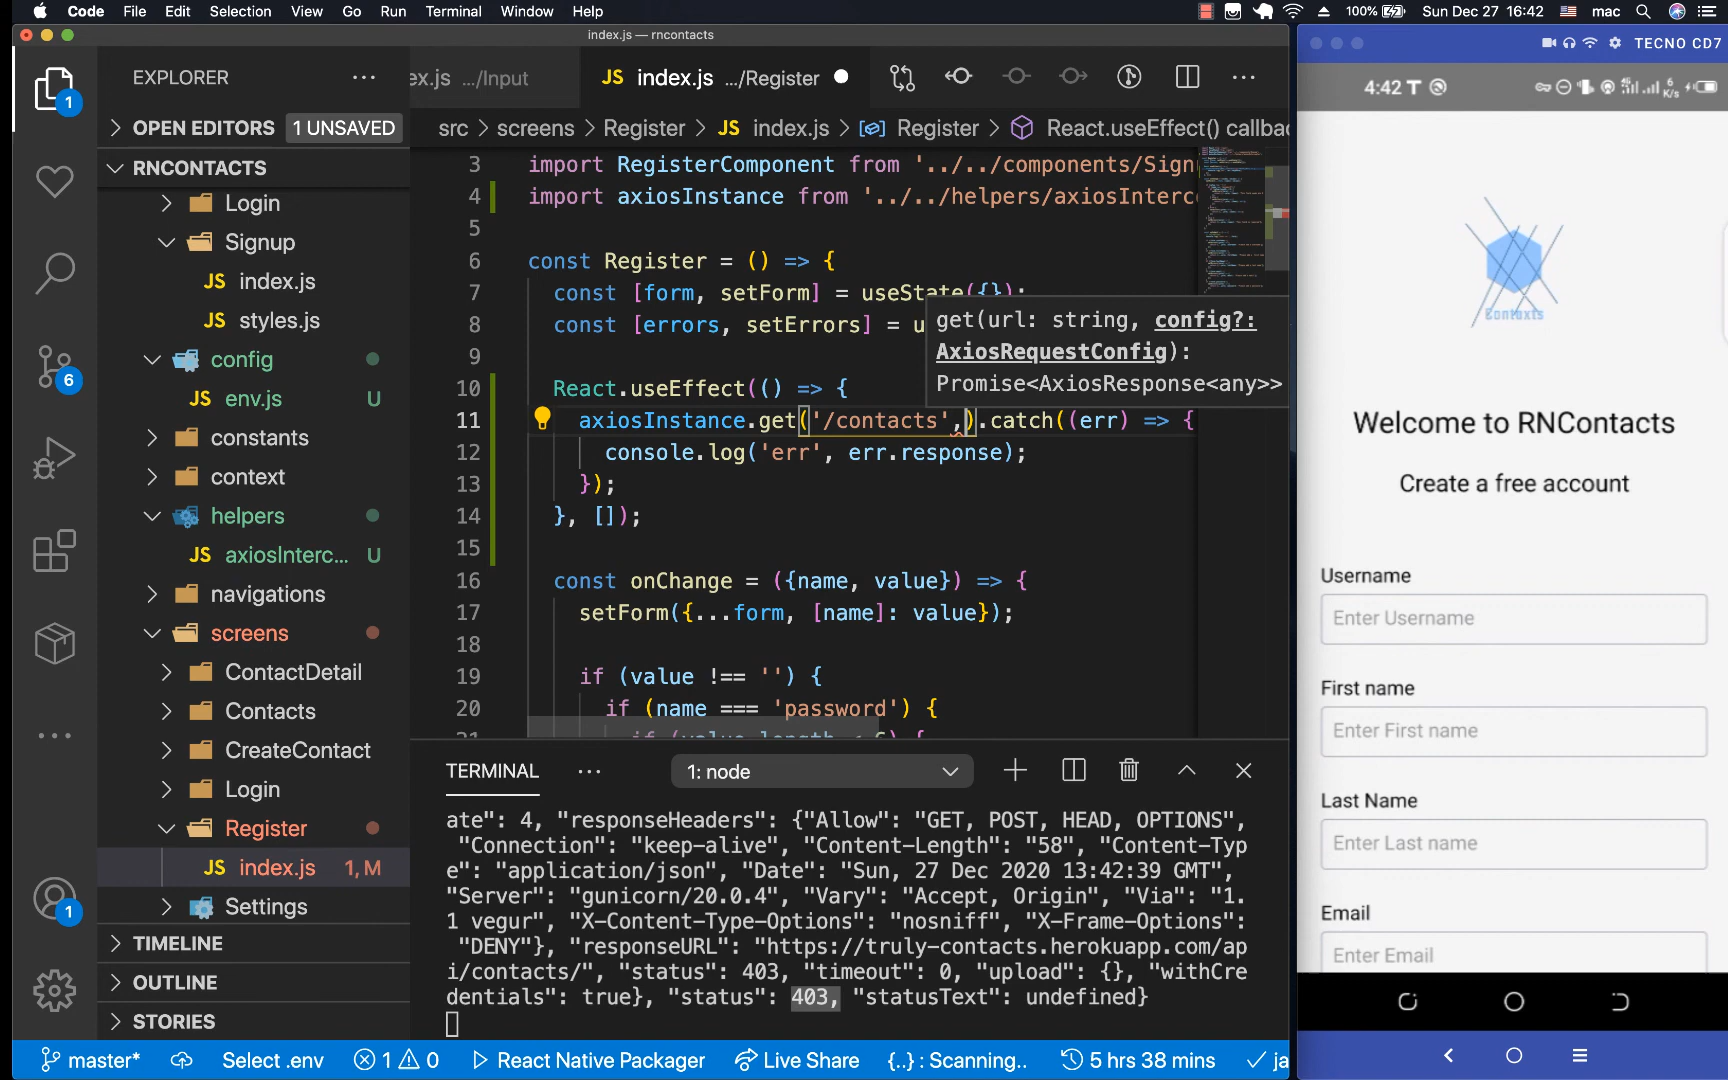 Code File Edit Selection View Go Run Terminal Window Help 100% Sun Dec 27 16:42 mac
index.js — rncontacts
TECNO CD7
EXPLORER
ex.js .../Input
JS index.js .../Register
4:42
6 K/s
OPEN EDITORS 1 UNSAVED
src > screens > Register > JS index.js > Register > React.useEffect() callbac
RNCONTACTS
Login
Signup
JS index.js
JS styles.js
config
JS env.js U
constants
context
helpers
JS axiosInterc... U
navigations
screens
ContactDetail
Contacts
CreateContact
Login
Register
JS index.js 1, M
Settings
TIMELINE
OUTLINE
STORIES
1
6
1
3 import RegisterComponent from '../../components/Sign
4 import axiosInstance from '../../helpers/axiosInterc
5
6 const Register = () => {
7 const [form, setForm] = useState({});
8 const [errors, setErrors] = u
9
10 React.useEffect(() => {
11 axiosInstance.get('/contacts',).catch((err) => {
12 console.log('err', err.response);
13 });
14 }, []);
15
16 const onChange = ({name, value}) => {
17 setForm({...form, [name]: value});
18
19 if (value !== '') {
20 if (name === 'password') {
get(url: string, config?:
AxiosRequestConfig):
Promise<AxiosResponse<any>>
TERMINAL
1: node
ate": 4, "responseHeaders": {"Allow": "GET, POST, HEAD, OPTIONS",
"Connection": "keep-alive", "Content-Length": "58", "Content-Typ
e": "application/json", "Date": "Sun, 27 Dec 2020 13:42:39 GMT",
"Server": "gunicorn/20.0.4", "Vary": "Accept, Origin", "Via": "1.
1 vegur", "X-Content-Type-Options": "nosniff", "X-Frame-Options":
"DENY"}, "responseURL": "https://truly-contacts.herokuapp.com/ap
i/contacts/", "status": 403, "timeout": 0, "upload": {}, "withCre
dentials": true}, "status": 403, "statusText": undefined}
master* Select .env 1 0 React Native Packager Live Share {..} : Scanning.. 5 hrs 38 mins ja
Contexts
Welcome to RNContacts
Create a free account
Username
Enter Username
First name
Enter First name
Last Name
Enter Last name
Email
Enter Email